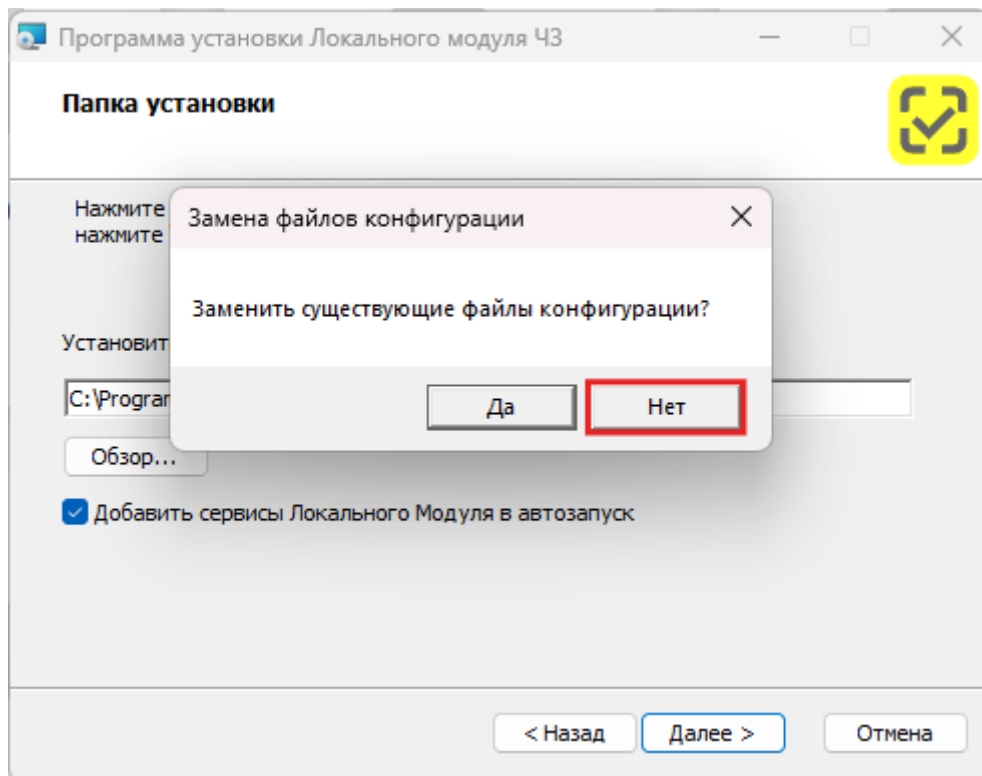 Программа установки Локального модуля ЧЗ
Папка установки
Нажмите
нажмите
Замена файлов конфигурации
Заменить существующие файлы конфигурации?
Да
Нет
Установит
C:\Program
Обзор...
Добавить сервисы Локального Модуля в автозапуск
< Назад
Далее >
Отмена